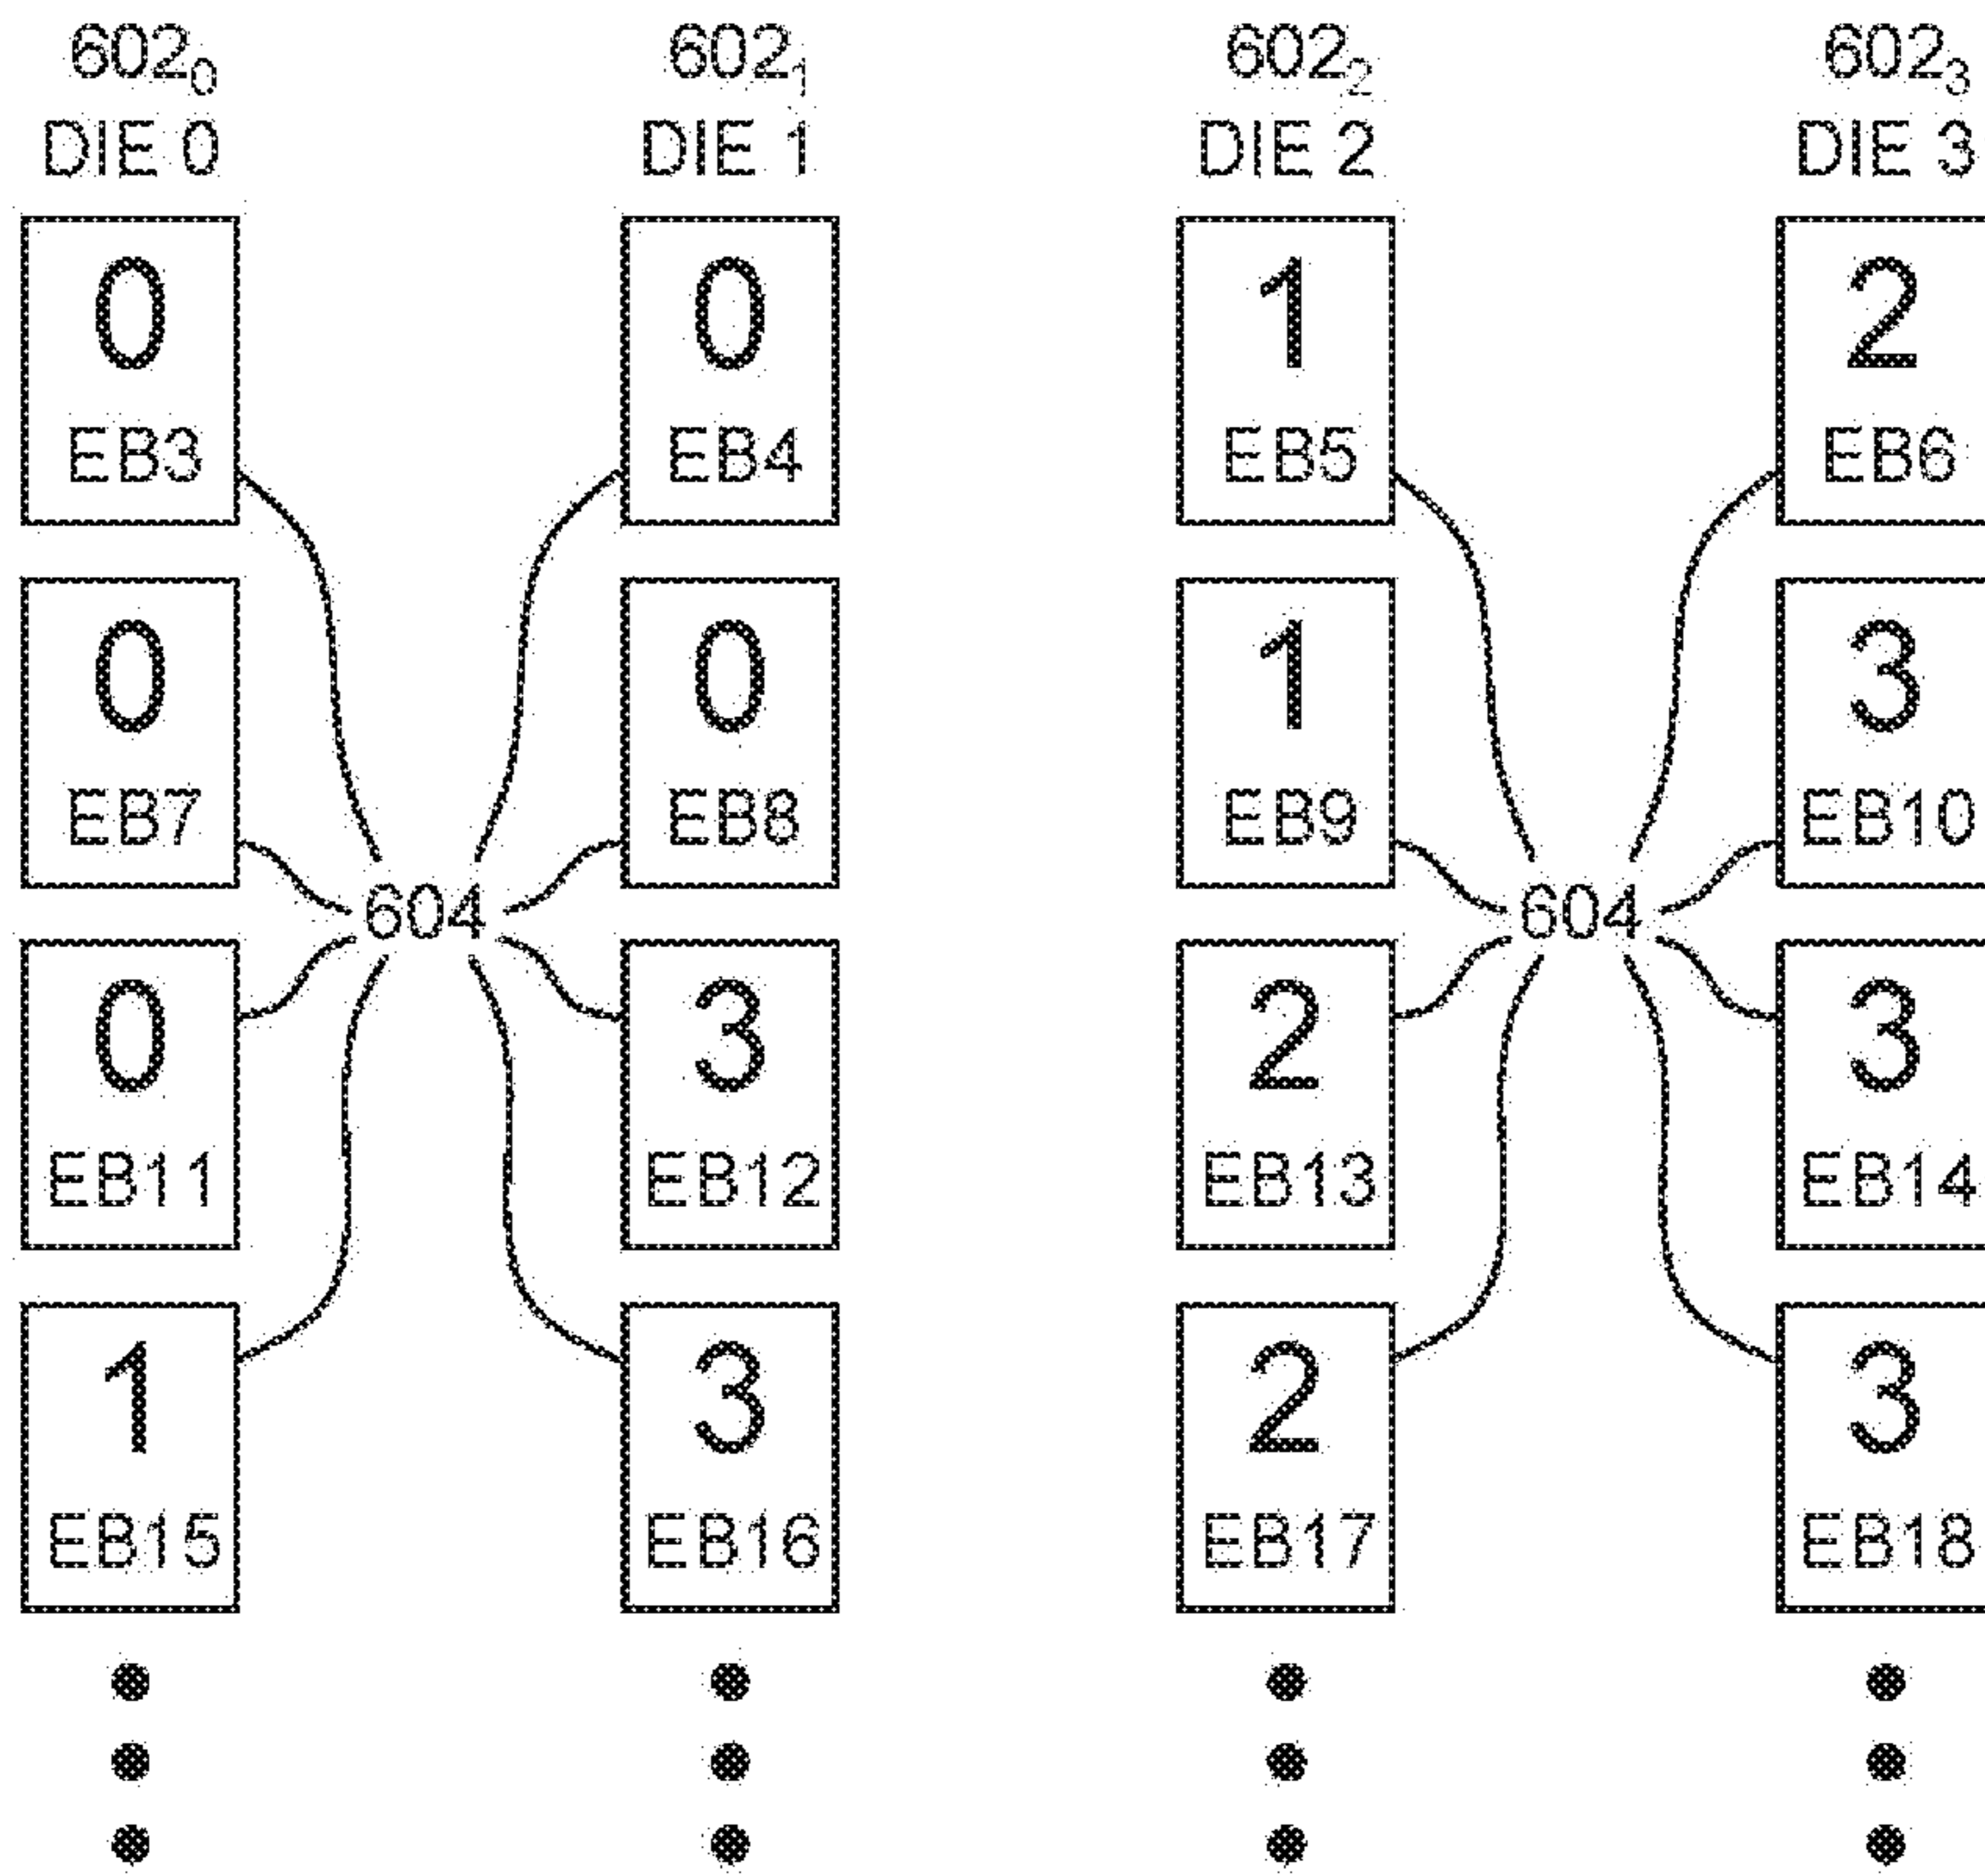 602₀ 602₁ 602₂ 602₃
DIE 0 DIE 1 DIE 2 DIE 3
0 0 1 2
EB3 EB4 EB5 EB6
0 0 1 3
EB7 EB8 EB9 EB10
604 604
0 3 2 3
EB11 EB12 EB13 EB14
1 3 2 3
EB15 EB16 EB17 EB18